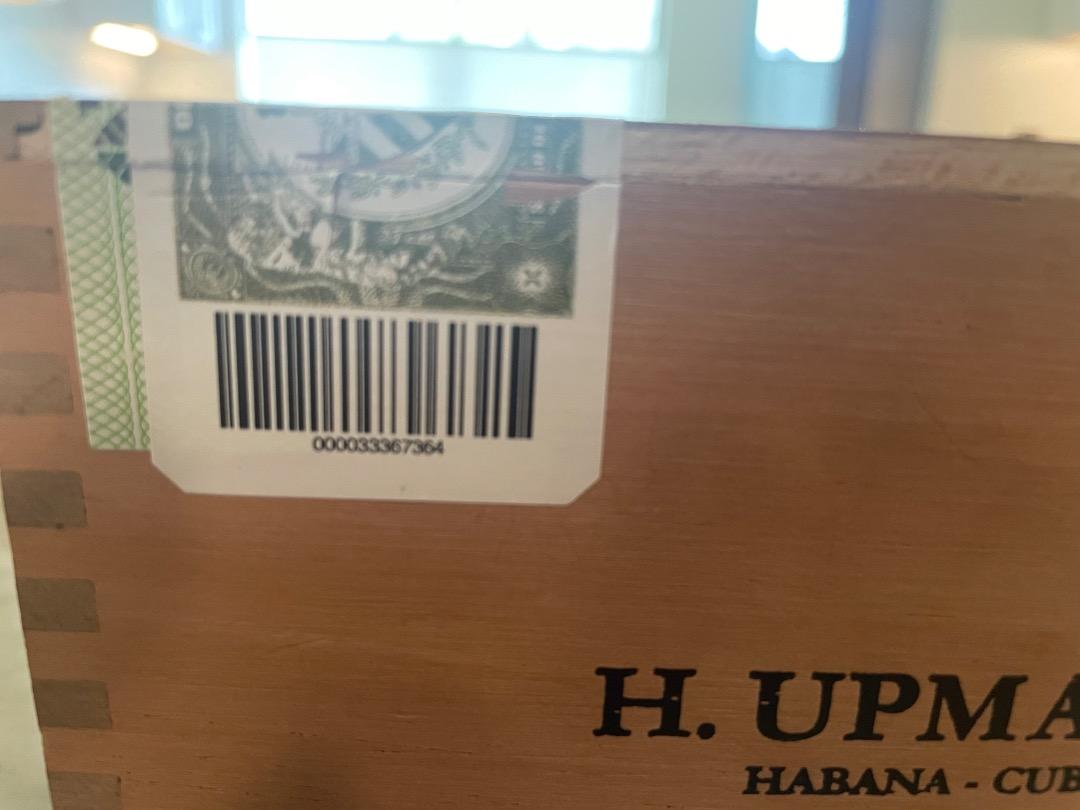 000033367364
H. UPMA
HABANA - CUB